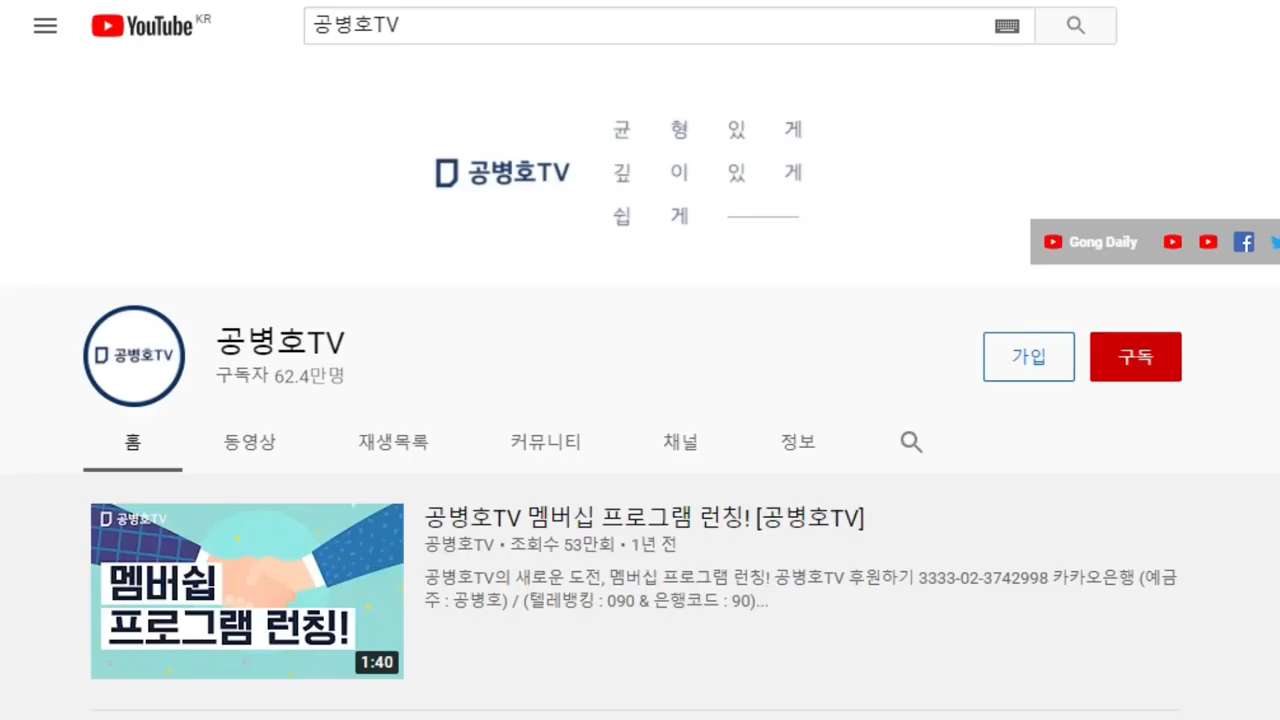 YouTube KR
공병호TV
균 형 있 게
공병호TV
깊 이 있 게
쉽 게
Gong Daily
공병호TV
공병호TV
구독자 62.4만명
가입
구독
홈
동영상
재생목록
커뮤니티
채널
정보
공병호TV
멤버쉽
프로그램 런칭!
1:40
공병호TV 멤버십 프로그램 런칭! [공병호TV]
공병호TV • 조회수 53만회 • 1년 전
공병호TV의 새로운 도전, 멤버십 프로그램 런칭! 공병호TV 후원하기 3333-02-3742998 카카오은행 (예금
주 : 공병호) / (텔레뱅킹 : 090 & 은행코드 : 90)...